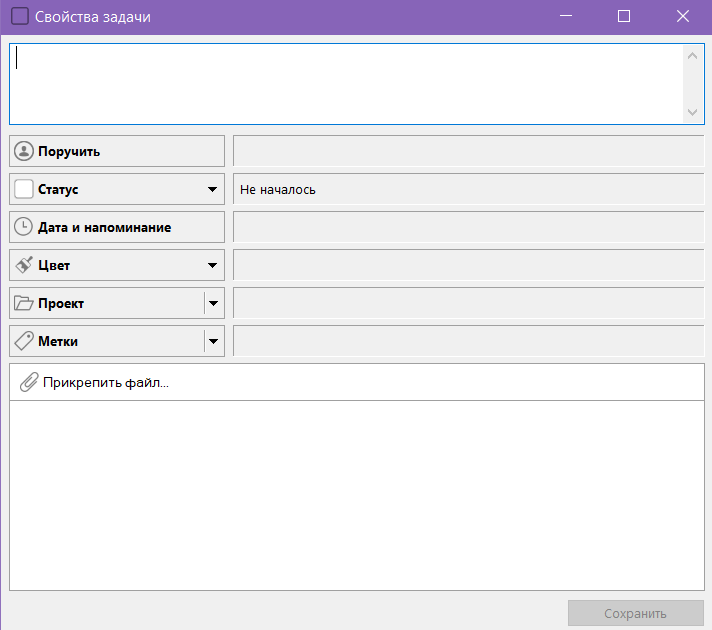 Свойства задачи
Поручить
Статус
Не началось
Дата и напоминание
Цвет
Проект
Метки
Прикрепить файл...
Сохранить